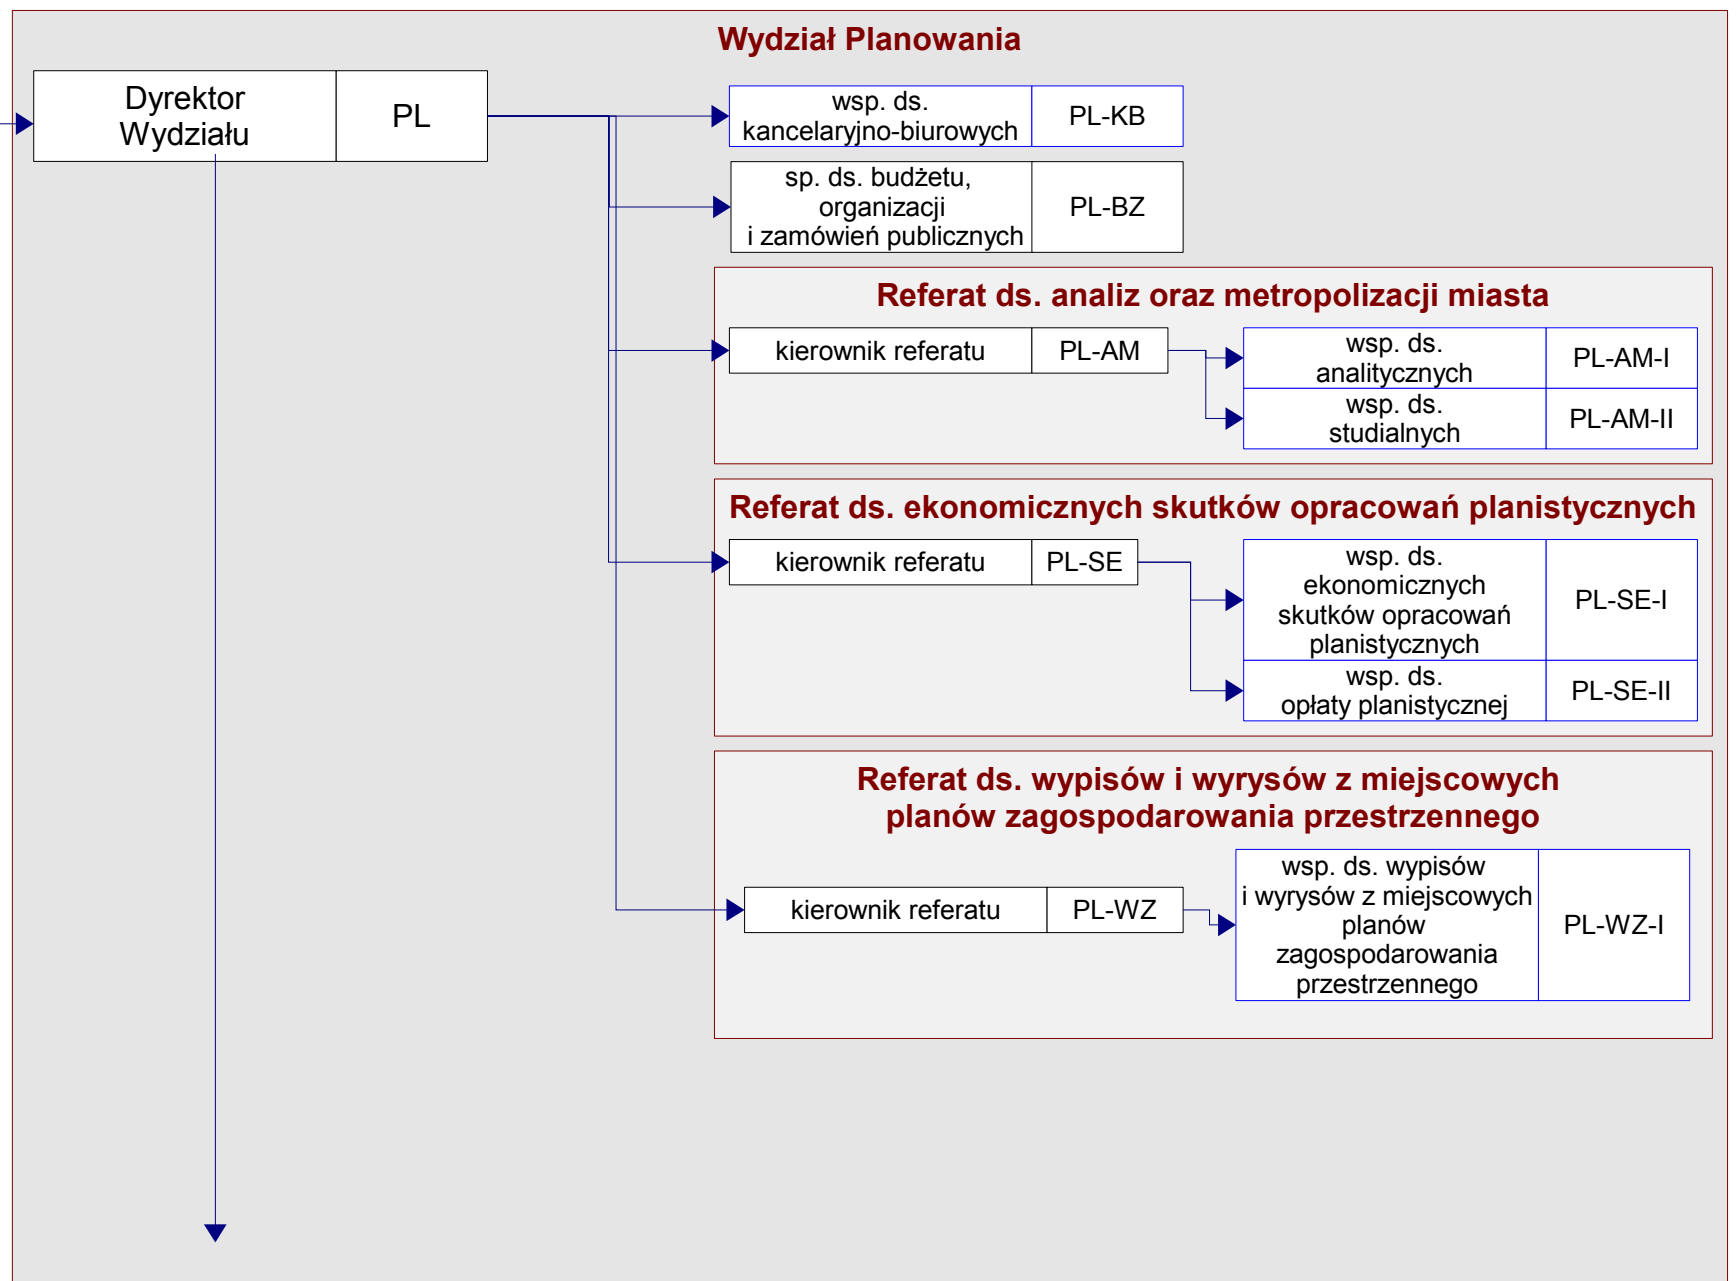 Wydział Planowania
Dyrektor
Wydziału
PL
wsp. ds.
kancelaryjno-biurowych
PL-KB
sp. ds. budżetu,
organizacji
i zamówień publicznych
PL-BZ
Referat ds. analiz oraz metropolizacji miasta
kierownik referatu
PL-AM
wsp. ds.
analitycznych
PL-AM-I
wsp. ds.
studialnych
PL-AM-II
Referat ds. ekonomicznych skutków opracowań planistycznych
kierownik referatu
PL-SE
wsp. ds.
ekonomicznych
skutków opracowań
planistycznych
PL-SE-I
wsp. ds.
opłaty planistycznej
PL-SE-II
Referat ds. wypisów i wyrysów z miejscowych
planów zagospodarowania przestrzennego
kierownik referatu
PL-WZ
wsp. ds. wypisów
i wyrysów z miejscowych
planów
zagospodarowania
przestrzennego
PL-WZ-I